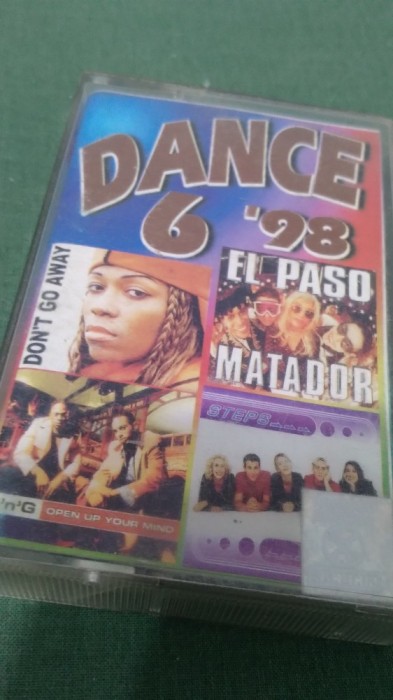 DANCE
6 '98
DON'T GO AWAY
EL PASO
MATADOR
STEPS
'n'G OPEN UP YOUR MIND